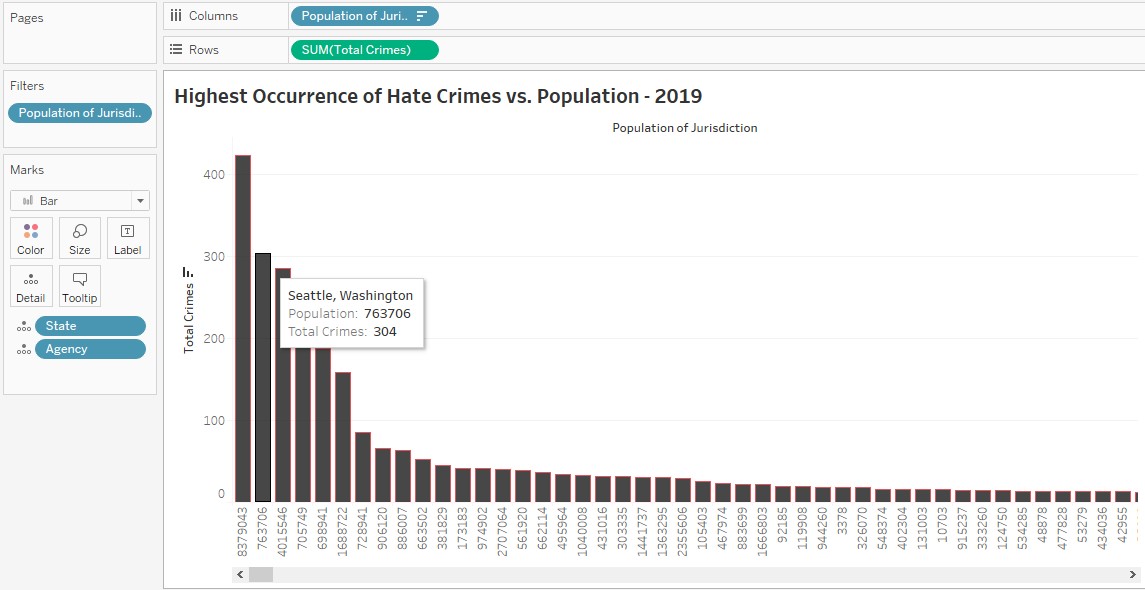 Pages
Columns
Population of Juri..
Rows
SUM(Total Crimes)
Filters
Population of Jurisdi..
Marks
Bar
Color
Size
Label
Detail
Tooltip
State
Agency
Highest Occurrence of Hate Crimes vs. Population - 2019
Population of Jurisdiction
Total Crimes
400
300
200
100
0
Seattle, Washington
Population: 763706
Total Crimes: 304
8379043
763706
4015546
705749
698941
1688722
728941
906120
886007
663502
381829
173183
974902
2707064
561920
662114
495964
1040008
431016
303335
1441737
1363295
2355606
105403
467974
883699
1666803
92185
119908
944260
3378
326070
548374
402304
131003
107703
915237
333260
124750
534285
48878
477828
53279
434036
422955